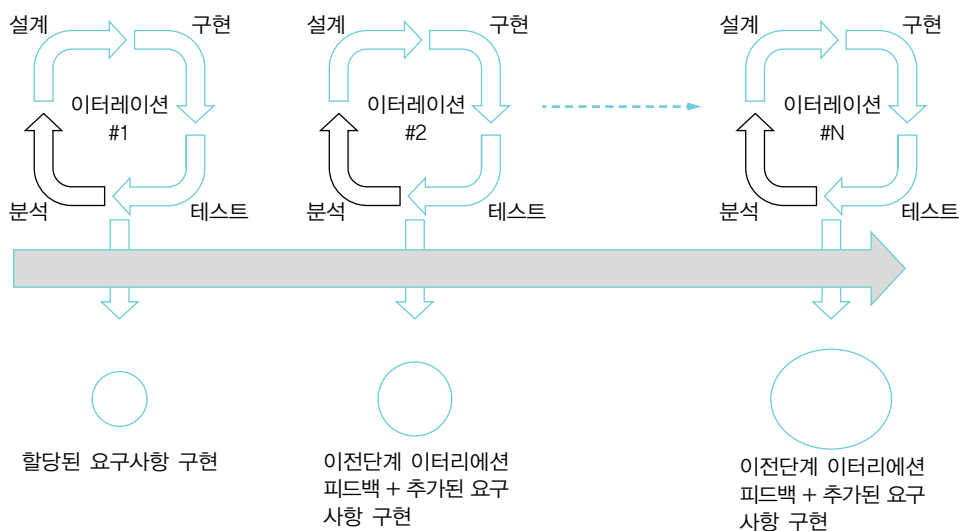 설계
구현
이터레이션
#1
분석
테스트
설계
구현
이터레이션
#2
분석
테스트
설계
구현
이터레이션
#N
분석
테스트
할당된 요구사항 구현
이전단계 이터리에션
피드백 + 추가된 요구
사항 구현
이전단계 이터리에션
피드백 + 추가된 요구
사항 구현